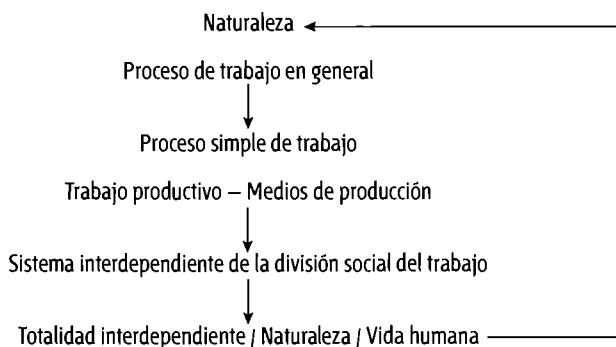 Naturaleza
Proceso de trabajo en general
Proceso simple de trabajo
Trabajo productivo – Medios de producción
Sistema interdependiente de la división social del trabajo
Totalidad interdependiente / Naturaleza / Vida humana